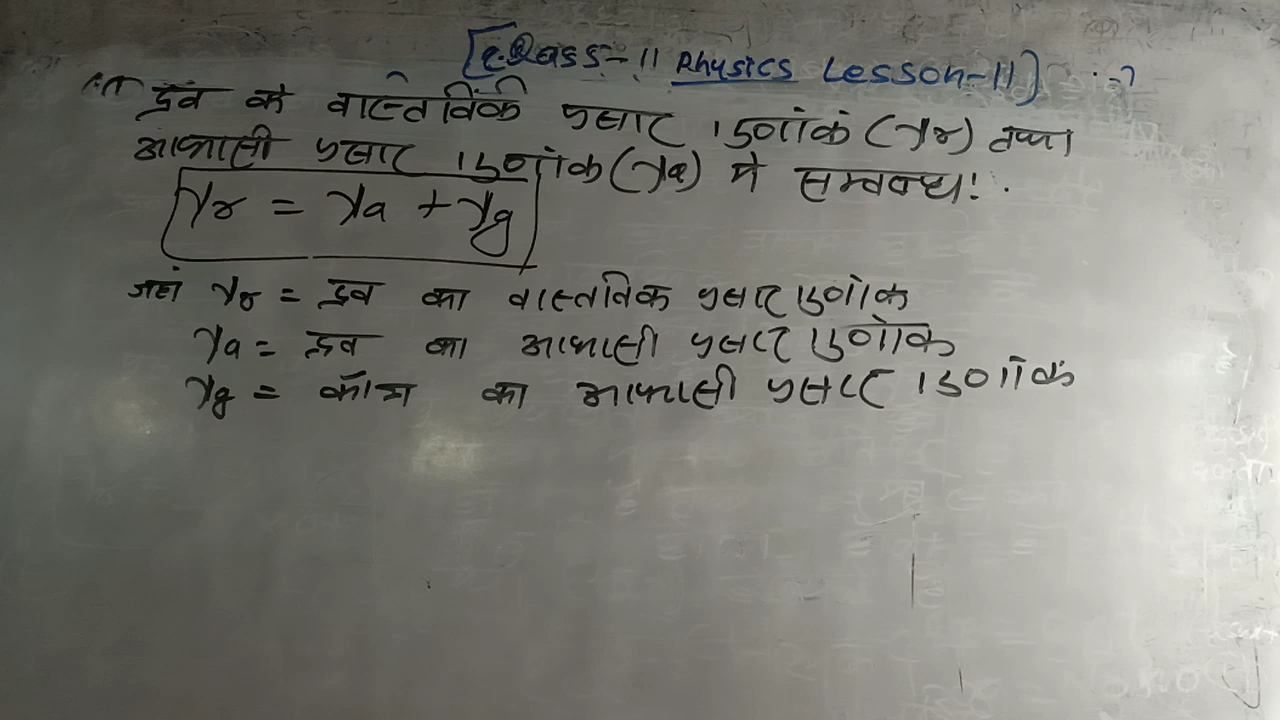 [Class-11 Physics Lesson-11]
द्रव के वास्तविक प्रसार गुणांक (γr) तथा
आभासी प्रसार गुणांक (γa) में सम्बन्ध!
γr = γa + γg
जहां γr = द्रव का वास्तविक प्रसार गुणांक
γa = द्रव का आभासी प्रसार गुणांक
γg = काँच का आभासी प्रसार गुणांक